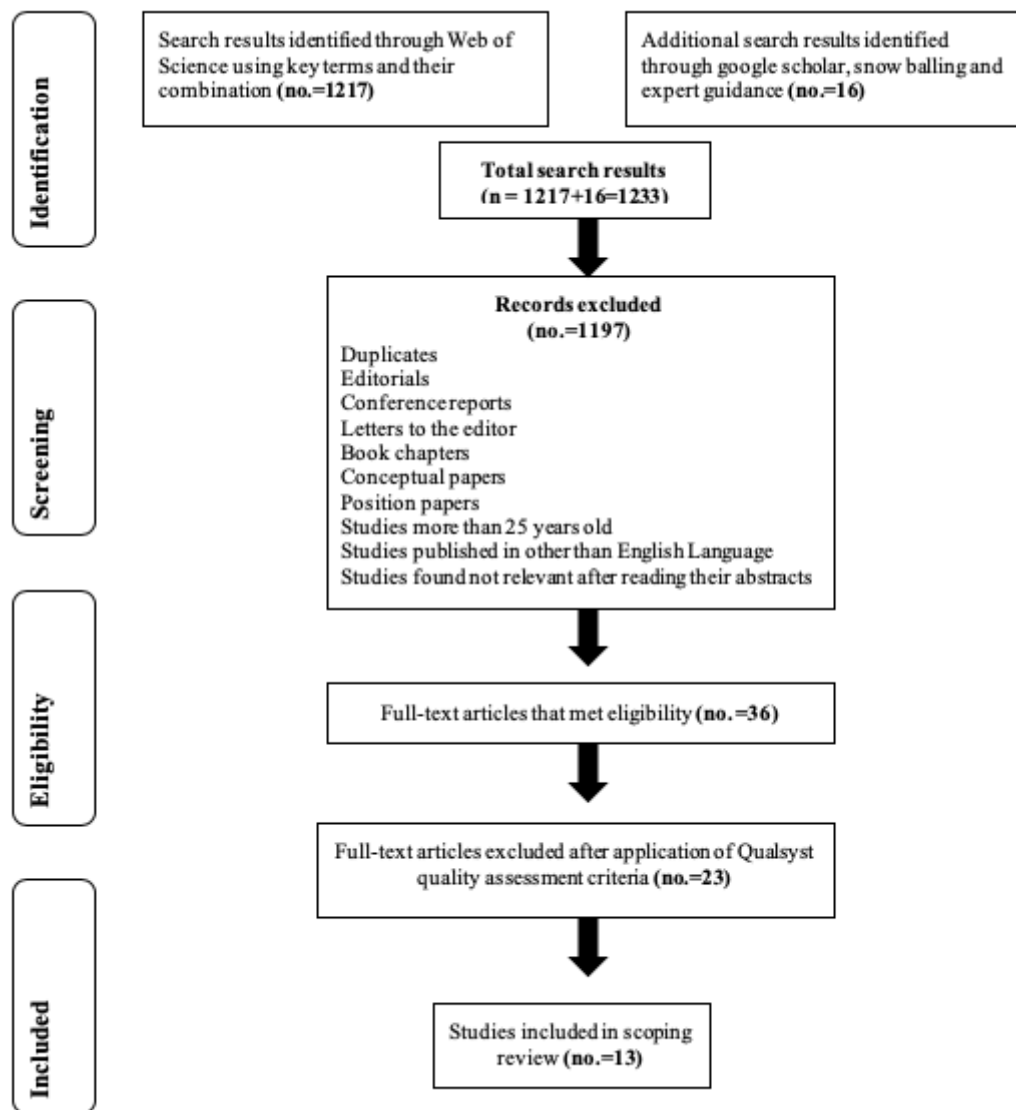 Identification
Search results identified through Web of
Science using key terms and their
combination (no.=1217)
Additional search results identified
through google scholar, snow balling and
expert guidance (no.=16)
Total search results
(n = 1217+16=1233)
Screening
Records excluded
(no.=1197)
Duplicates
Editorials
Conference reports
Letters to the editor
Book chapters
Conceptual papers
Position papers
Studies more than 25 years old
Studies published in other than English Language
Studies found not relevant after reading their abstracts
Eligibility
Full-text articles that met eligibility (no.=36)
Full-text articles excluded after application of Qualsyst
quality assessment criteria (no.=23)
Included
Studies included in scoping
review (no.=13)